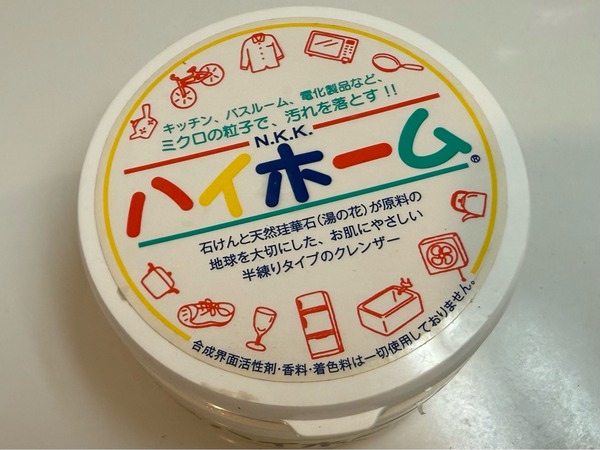 キッチン、バスルーム、電化製品など、
ミクロの粒子で、汚れを落とす!!
N.K.K.
ハイホーム®
石けんと天然珪華石(湯の花)が原料の
地球を大切にした、お肌にやさしい
半練りタイプのクレンザー
合成界面活性剤・香料・着色料は一切使用しておりません。